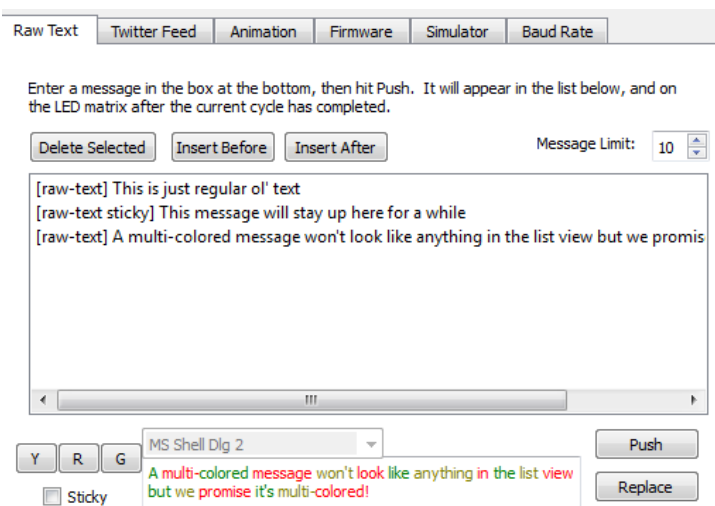 Raw Text Twitter Feed Animation Firmware Simulator Baud Rate
Enter a message in the box at the bottom, then hit Push. It will appear in the list below, and on
the LED matrix after the current cycle has completed.
Delete Selected Insert Before Insert After Message Limit: 10
[raw-text] This is just regular ol' text
[raw-text sticky] This message will stay up here for a while
[raw-text] A multi-colored message won't look like anything in the list view but we promis
MS Shell Dlg 2 Push
Y R G
A multi-colored message won't look like anything in the list view
but we promise it's multi-colored!
Sticky Replace